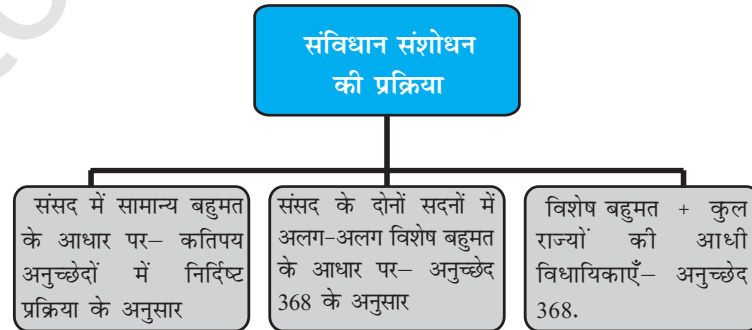 संविधान संशोधन
की प्रक्रिया
संसद में सामान्य बहुमत
के आधार पर– कतिपय
अनुच्छेदों में निर्दिष्ट
प्रक्रिया के अनुसार
संसद के दोनों सदनों में
अलग-अलग विशेष बहुमत
के आधार पर– अनुच्छेद
368 के अनुसार
विशेष बहुमत + कुल
राज्यों की आधी
विधायिकाएँ– अनुच्छेद
368.